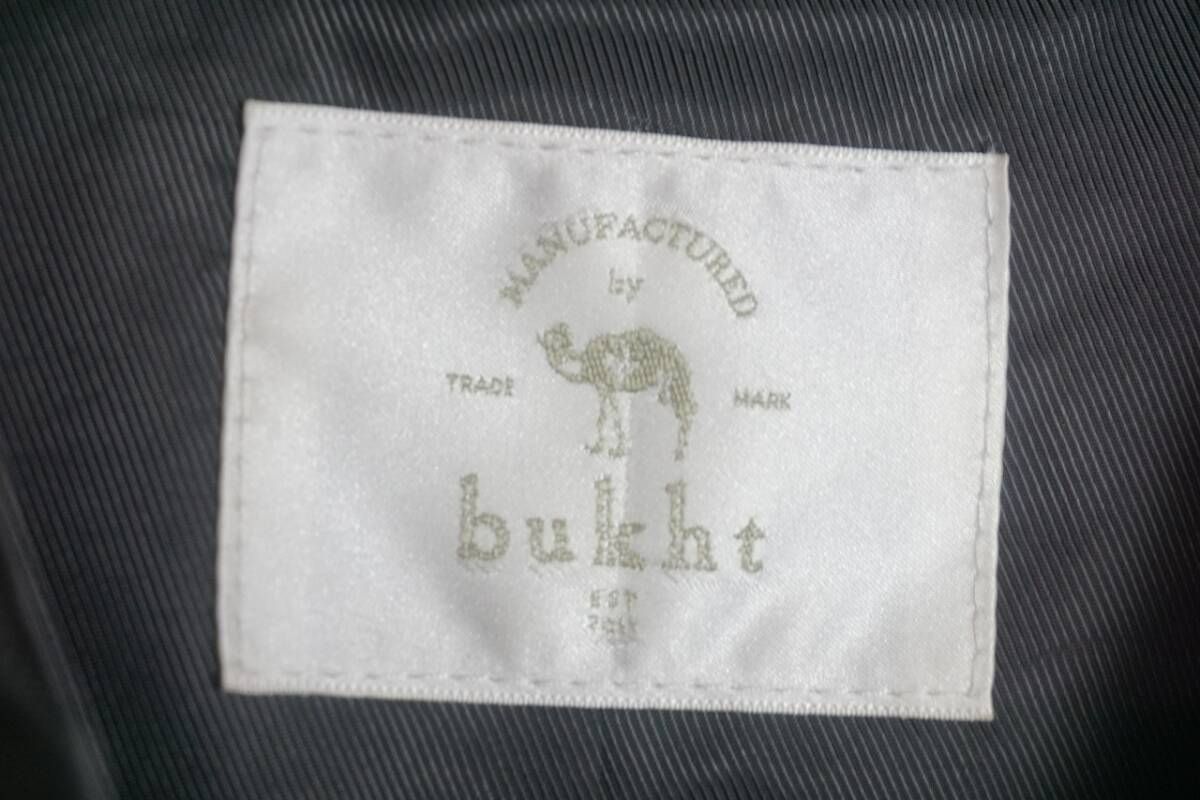 MANUFACTURED
by
TRADE MARK
bukht
EST